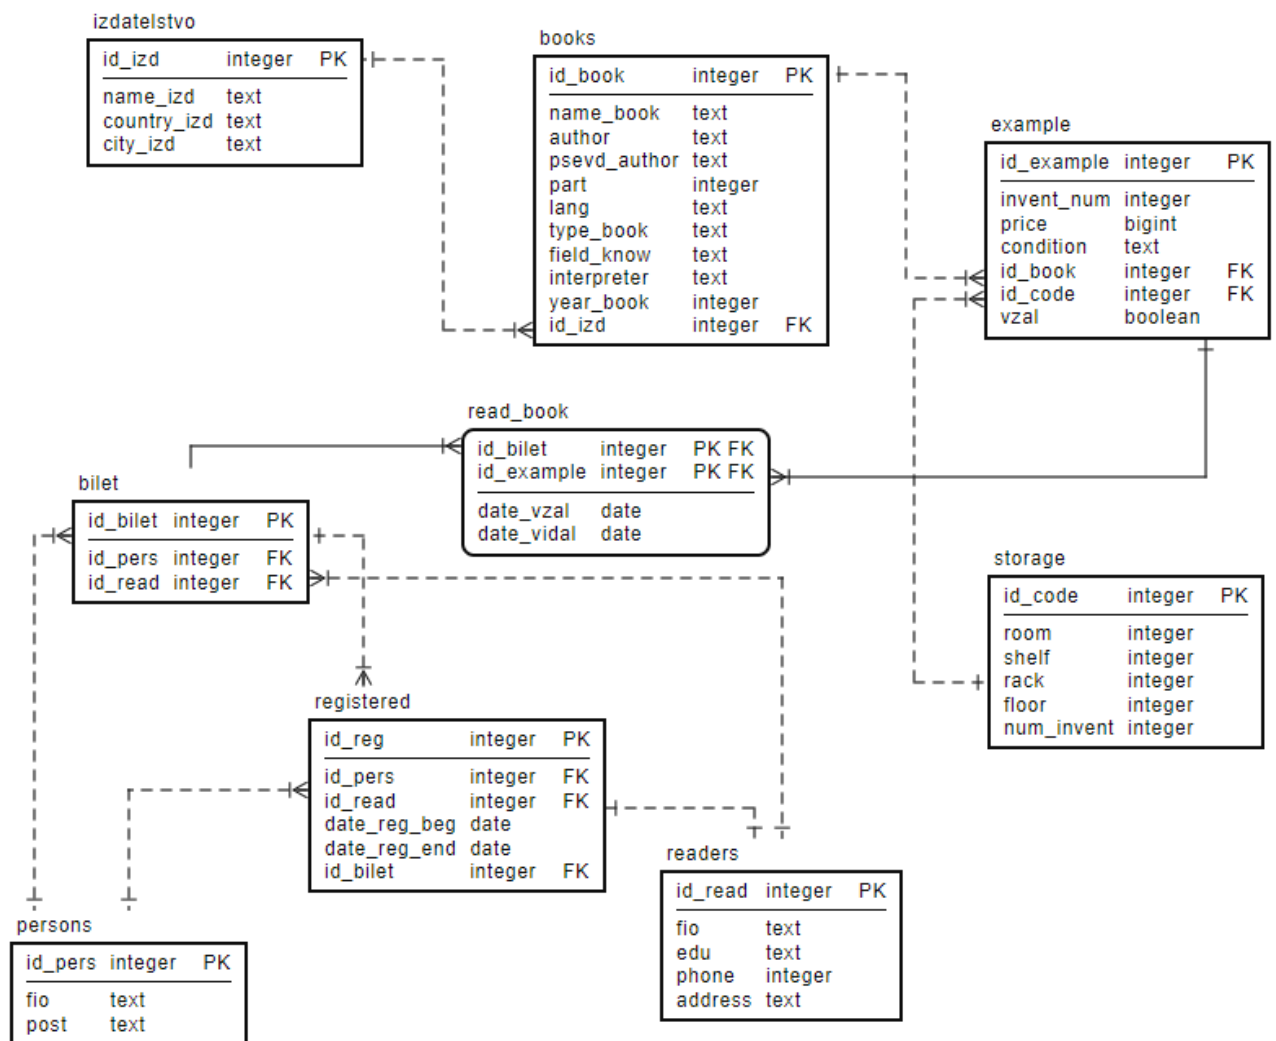 izdatelstvo
id_izd integer PK
name_izd text
country_izd text
city_izd text
books
id_book integer PK
name_book text
author text
psevd_author text
part integer
lang text
type_book text
field_know text
interpreter text
year_book integer
id_izd integer FK
example
id_example integer PK
invent_num integer
price bigint
condition text
id_book integer FK
id_code integer FK
vzal boolean
read_book
id_bilet integer PK FK
id_example integer PK FK
date_vzal date
date_vidal date
bilet
id_bilet integer PK
id_pers integer FK
id_read integer FK
storage
id_code integer PK
room integer
shelf integer
rack integer
floor integer
num_invent integer
registered
id_reg integer PK
id_pers integer FK
id_read integer FK
date_reg_beg date
date_reg_end date
id_bilet integer FK
readers
id_read integer PK
fio text
edu text
phone integer
address text
persons
id_pers integer PK
fio text
post text